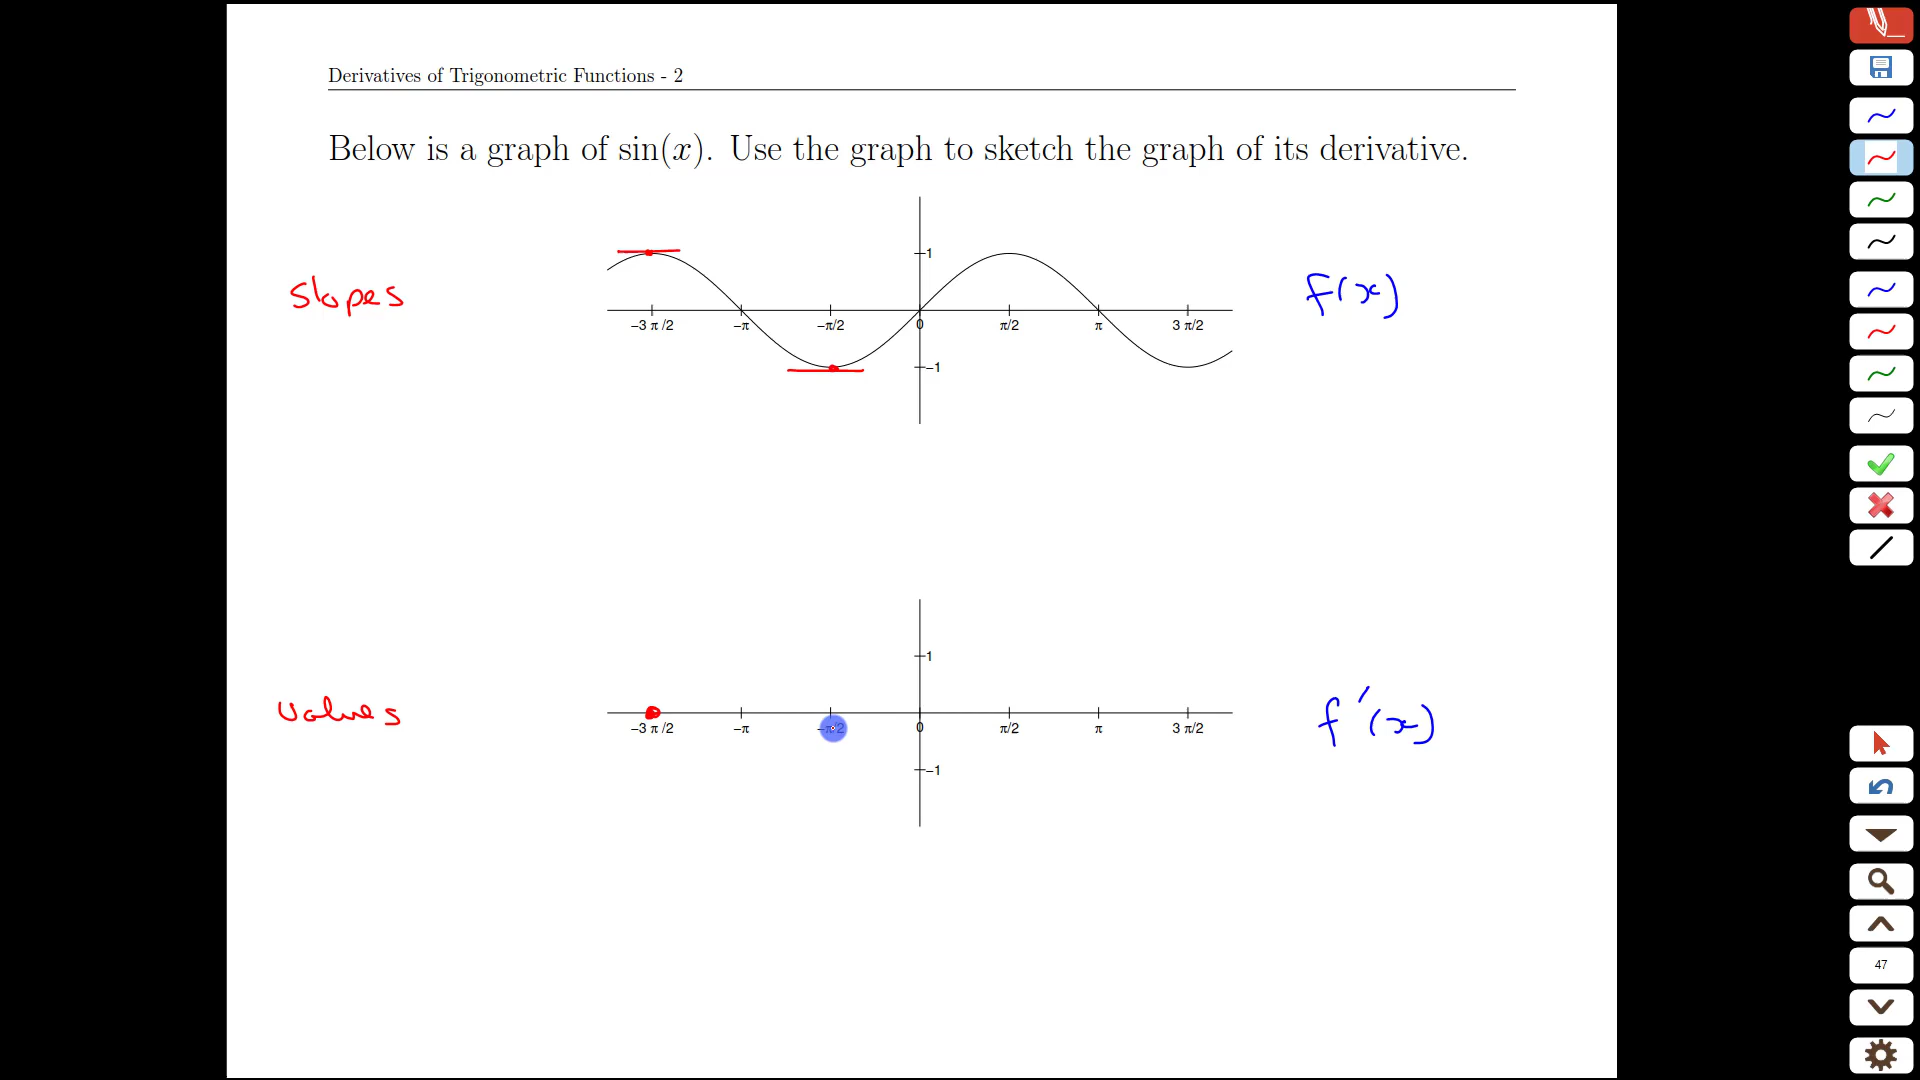 Derivatives of Trigonometric Functions - 2
Below is a graph of sin(x). Use the graph to sketch the graph of its derivative.
slopes
1
−3 π /2 −π −π/2 0 π/2 π 3 π/2
−1
f(x)
values
1
−3 π /2 −π −π/2 0 π/2 π 3 π/2
−1
f'(x)
47